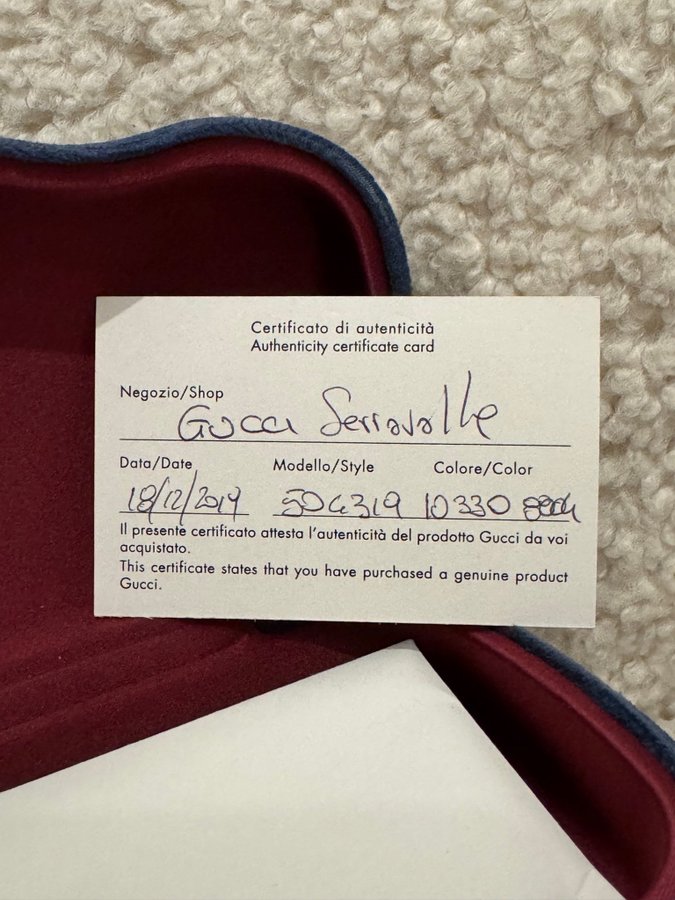 Certificato di autenticità
Authenticity certificate card
Negozio/Shop
Gucci Serravalle
Data/Date Modello/Style Colore/Color
18/12/2019 504319 10330
Il presente certificato attesta l'autenticità del prodotto Gucci da voi
acquistato.
This certificate states that you have purchased a genuine product
Gucci.